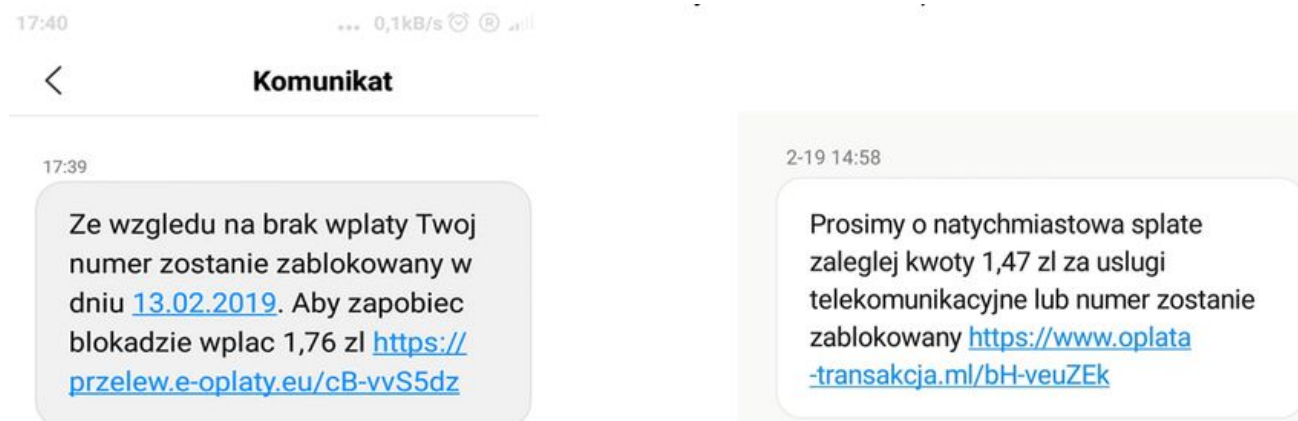 17:40
... 0,1kB/s ®
Komunikat
17:39
Ze wzgledu na brak wplaty Twoj
numer zostanie zablokowany w
dniu 13.02.2019. Aby zapobiec
blokadzie wplac 1,76 zl https://
przelew.e-oplaty.eu/cB-vvS5dz
2-19 14:58
Prosimy o natychmiastowa splate
zaleglej kwoty 1,47 zl za uslugi
telekomunikacyjne lub numer zostanie
zablokowany https://www.oplata
-transakcja.ml/bH-veuZEk